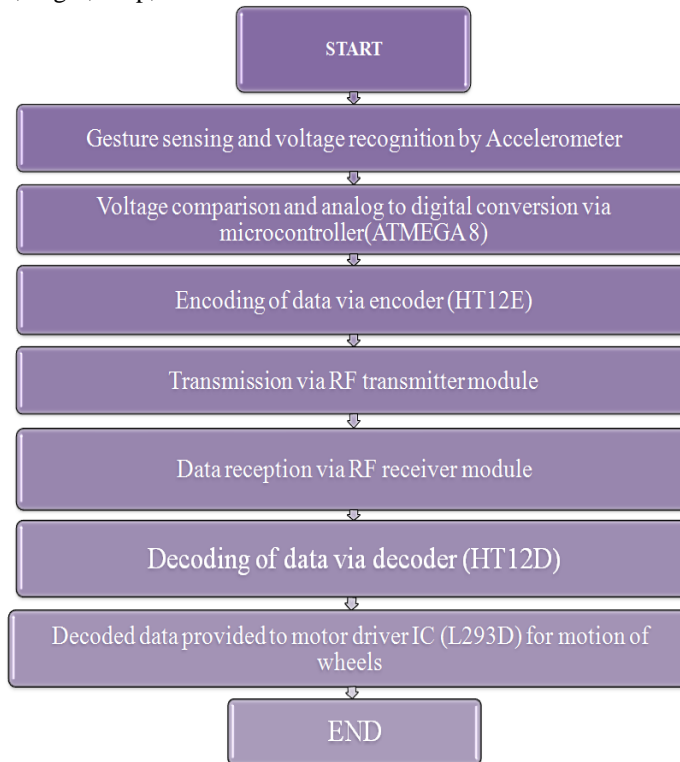 START
Gesture sensing and voltage recognition by Accelerometer
Voltage comparison and analog to digital conversion via
microcontroller(ATMEGA 8)
Encoding of data via encoder (HT12E)
Transmission via RF transmitter module
Data reception via RF receiver module
Decoding of data via decoder (HT12D)
Decoded data provided to motor driver IC (L293D) for motion of
wheels
END